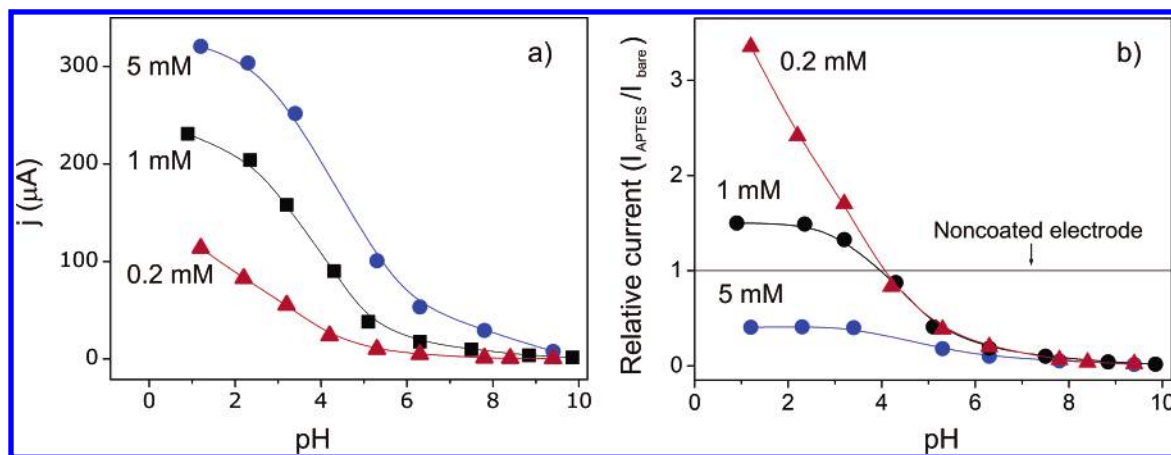 a)
300
200
100
0
5 mM
1 mM
0.2 mM
j (μA)
0 2 4 6 8 10
pH
b)
3
2
1
0
0.2 mM
1 mM
5 mM
Noncoated electrode
Relative current (I APTES /I bare)
0 2 4 6 8 10
pH